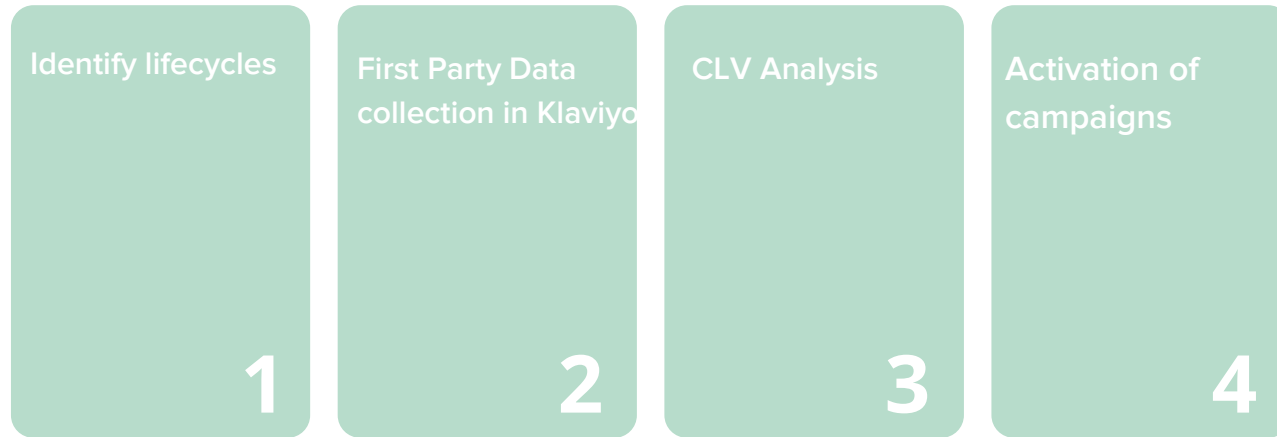 Identify lifecycles
1
First Party Data
collection in Klaviyo
2
CLV Analysis
3
Activation of
campaigns
4